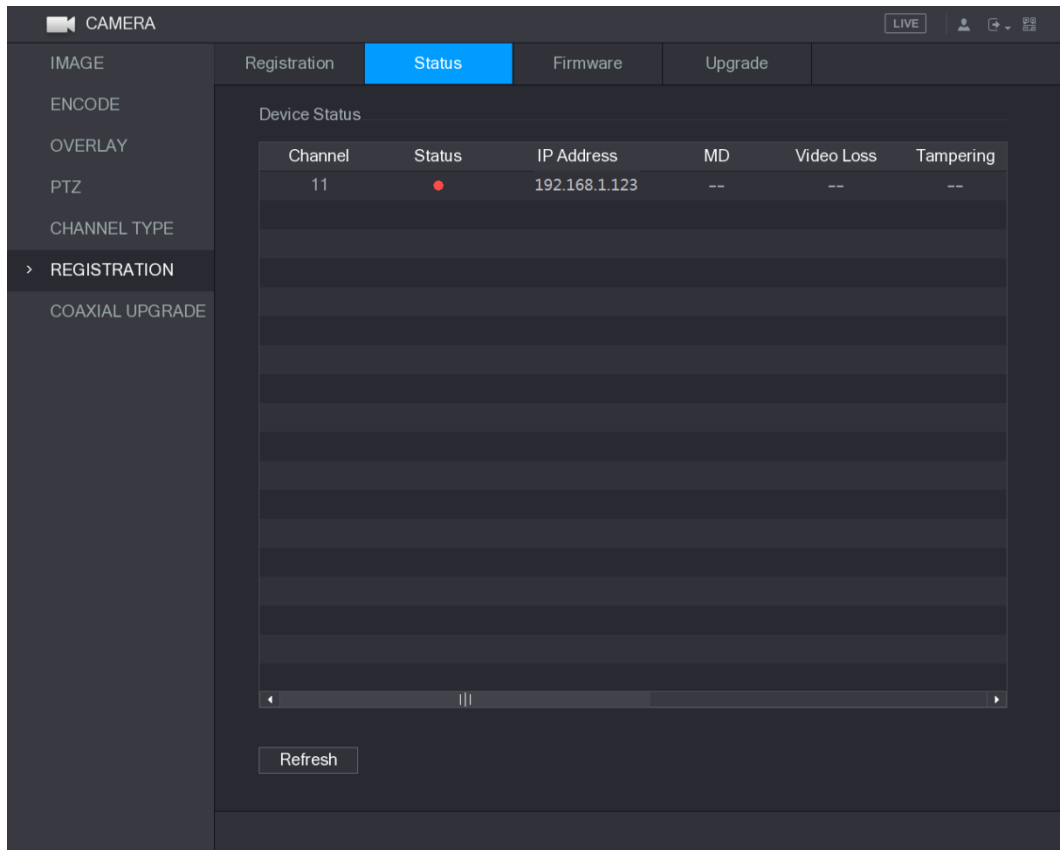 CAMERA LIVE
IMAGE
ENCODE
OVERLAY
PTZ
CHANNEL TYPE
> REGISTRATION
COAXIAL UPGRADE
Registration Status Firmware Upgrade
Device Status
Channel Status IP Address MD Video Loss Tampering
11 192.168.1.123 -- -- --
Refresh